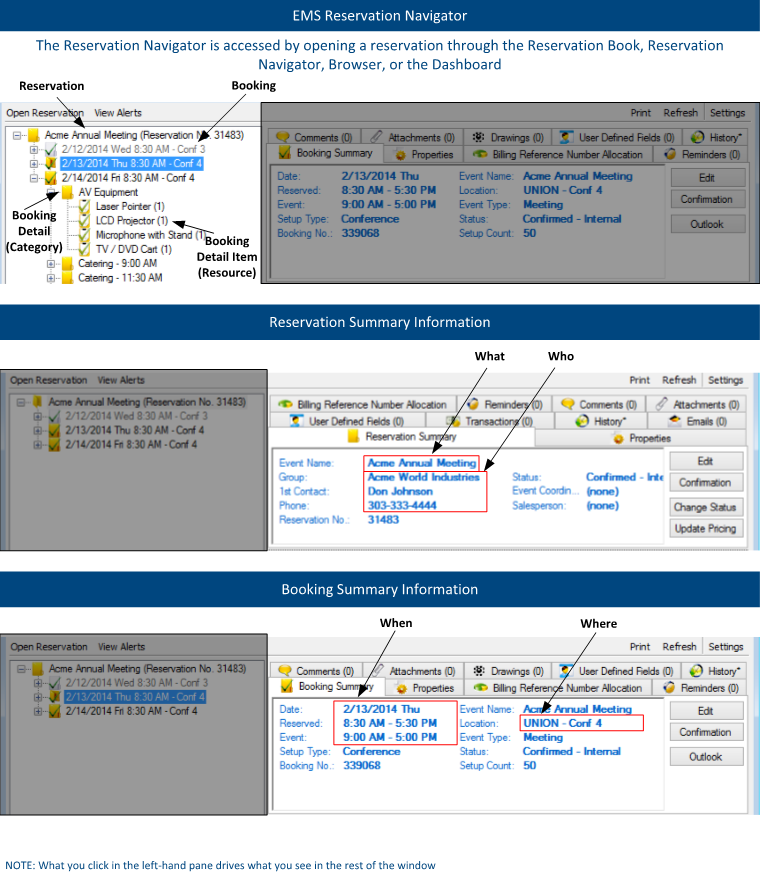 EMS Reservation Navigator
The Reservation Navigator is accessed by opening a reservation through the Reservation Book, Reservation
Navigator, Browser, or the Dashboard
Reservation
Booking
Open Reservation View Alerts
Print Refresh Settings
Acme Annual Meeting (Reservation No. 31483)
2/12/2014 Wed 8:30 AM - Conf 3
2/13/2014 Thu 8:30 AM - Conf 4
2/14/2014 Fri 8:30 AM - Conf 4
AV Equipment
Laser Pointer (1)
LCD Projector (1)
Microphone with Stand (1)
TV / DVD Cart (1)
Catering - 9:00 AM
Catering - 11:30 AM
Booking
Detail
(Category)
Booking
Detail Item
(Resource)
Comments (0) Attachments (0) Drawings (0) User Defined Fields (0) History*
Booking Summary Properties Billing Reference Number Allocation Reminders (0)
Date: 2/13/2014 Thu Event Name: Acme Annual Meeting
Reserved: 8:30 AM - 5:30 PM Location: UNION - Conf 4
Event: 9:00 AM - 5:00 PM Event Type: Meeting
Setup Type: Conference Status: Confirmed - Internal
Booking No.: 339068 Setup Count: 50
Edit
Confirmation
Outlook
Reservation Summary Information
What
Who
Open Reservation View Alerts
Print Refresh Settings
Acme Annual Meeting (Reservation No. 31483)
2/12/2014 Wed 8:30 AM - Conf 3
2/13/2014 Thu 8:30 AM - Conf 4
2/14/2014 Fri 8:30 AM - Conf 4
Billing Reference Number Allocation Reminders (0) Comments (0) Attachments (0)
User Defined Fields (0) Transactions (0) History* Emails (0)
Reservation Summary Properties
Event Name: Acme Annual Meeting
Group: Acme World Industries Status: Confirmed - Inte
1st Contact: Don Johnson Event Coordin... (none)
Phone: 303-333-4444 Salesperson: (none)
Reservation No.: 31483
Edit
Confirmation
Change Status
Update Pricing
Booking Summary Information
When
Where
Open Reservation View Alerts
Print Refresh Settings
Acme Annual Meeting (Reservation No. 31483)
2/12/2014 Wed 8:30 AM - Conf 3
2/13/2014 Thu 8:30 AM - Conf 4
2/14/2014 Fri 8:30 AM - Conf 4
Comments (0) Attachments (0) Drawings (0) User Defined Fields (0) History*
Booking Summary Properties Billing Reference Number Allocation Reminders (0)
Date: 2/13/2014 Thu Event Name: Acme Annual Meeting
Reserved: 8:30 AM - 5:30 PM Location: UNION - Conf 4
Event: 9:00 AM - 5:00 PM Event Type: Meeting
Setup Type: Conference Status: Confirmed - Internal
Booking No.: 339068 Setup Count: 50
Edit
Confirmation
Outlook
NOTE: What you click in the left-hand pane drives what you see in the rest of the window